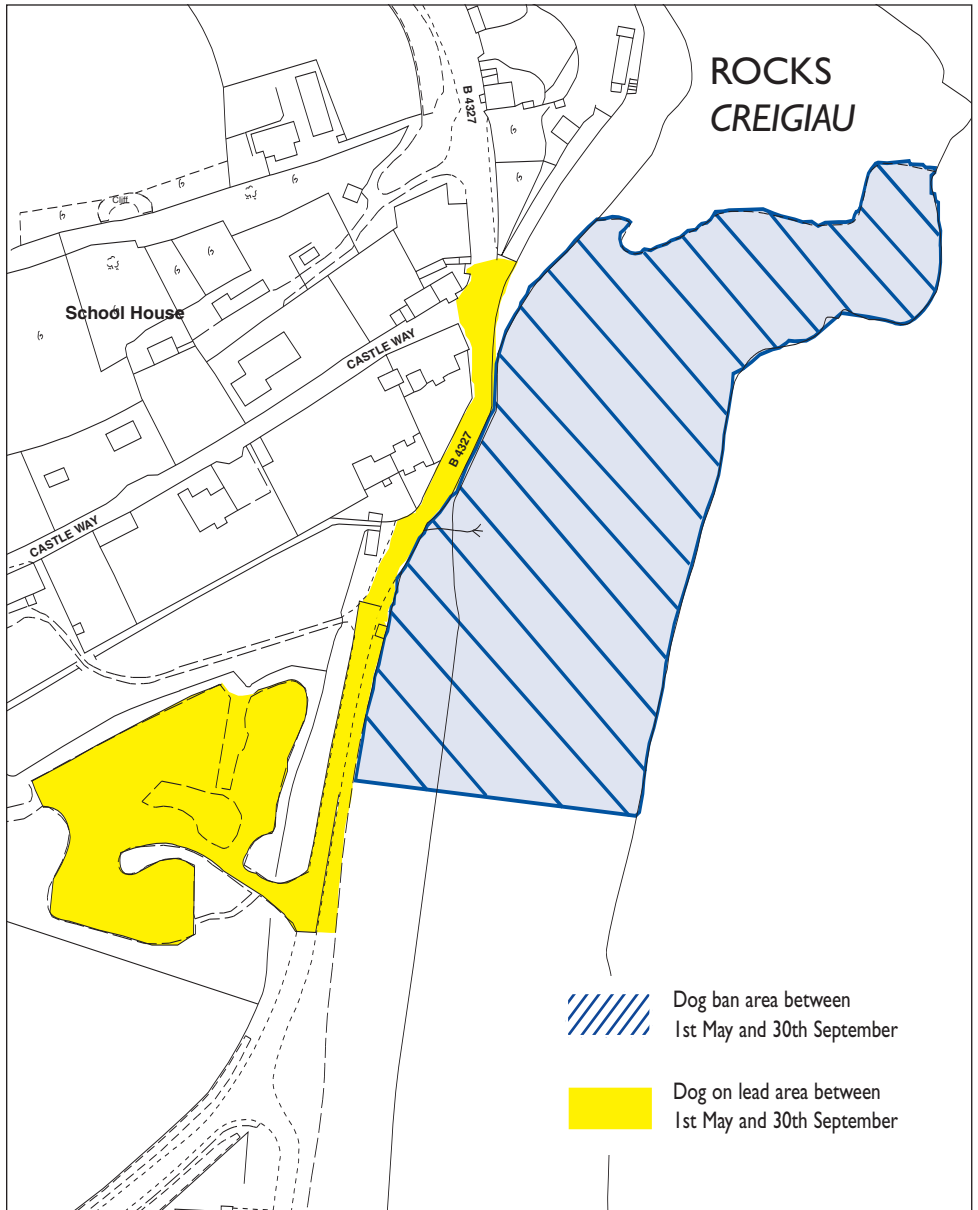 ROCKS
CREIGIAU
B 4327
Cliff
School House
CASTLE WAY
B 4327
CASTLE WAY
Dog ban area between
1st May and 30th September
Dog on lead area between
1st May and 30th September